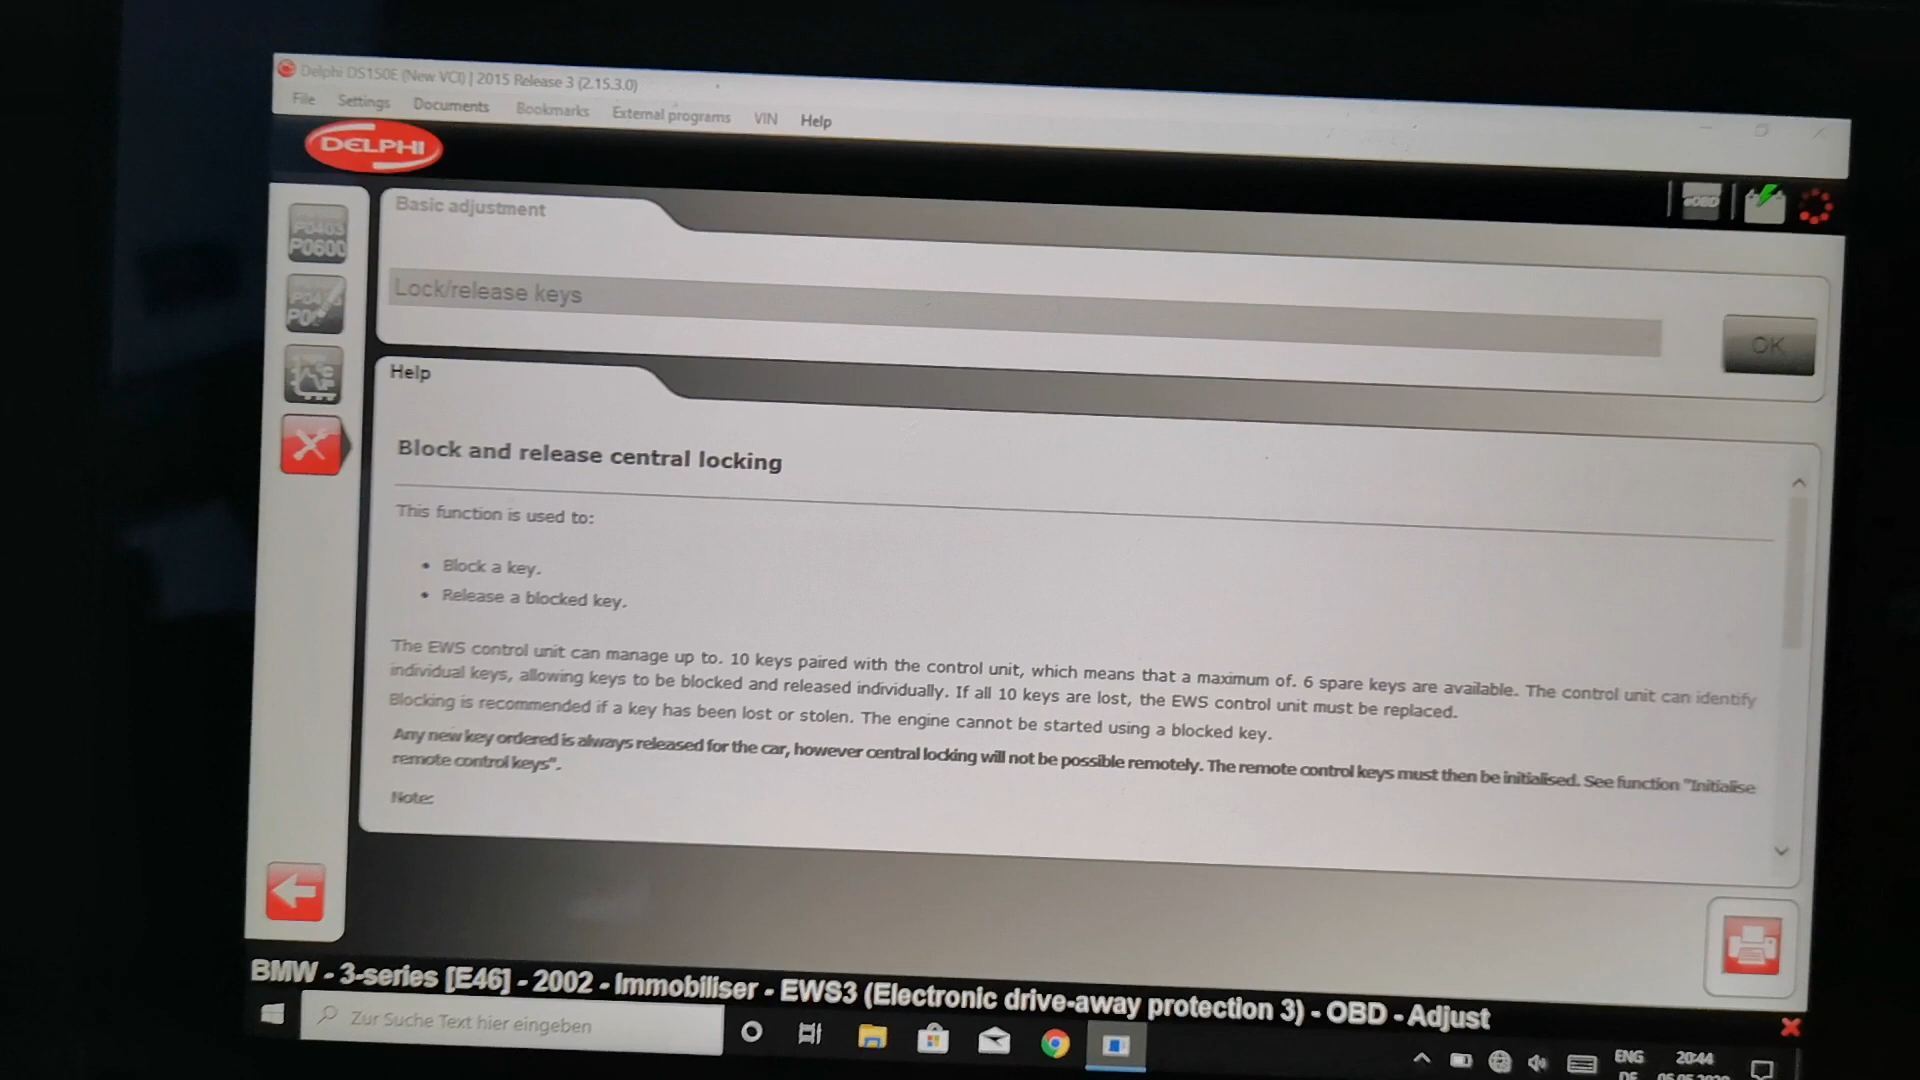 Delphi DS150E (New VCI) | 2015 Release 3 (2.15.3.0)
File Settings Documents Bookmarks External programs VIN Help
DELPHI
eOBD
Basic adjustment
P0403
P0600
Lock/release keys
OK
Help
Block and release central locking
This function is used to:
• Block a key.
• Release a blocked key.
The EWS control unit can manage up to. 10 keys paired with the control unit, which means that a maximum of. 6 spare keys are available. The control unit can identify
individual keys, allowing keys to be blocked and released individually. If all 10 keys are lost, the EWS control unit must be replaced.
Blocking is recommended if a key has been lost or stolen. The engine cannot be started using a blocked key.
Any new key ordered is always released for the car, however central locking will not be possible remotely. The remote control keys must then be initialised. See function "Initialise
remote control keys".
Note:
BMW - 3-series [E46] - 2002 - Immobiliser - EWS3 (Electronic drive-away protection 3) - OBD - Adjust
Zur Suche Text hier eingeben
ENG
20:44
DE